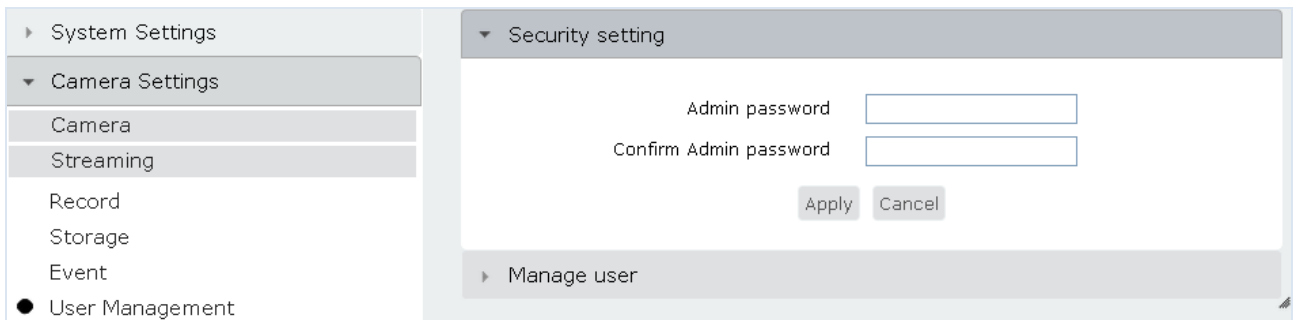 System Settings
Camera Settings
Camera
Streaming
Record
Storage
Event
User Management
Security setting
Admin password
Confirm Admin password
Apply Cancel
Manage user